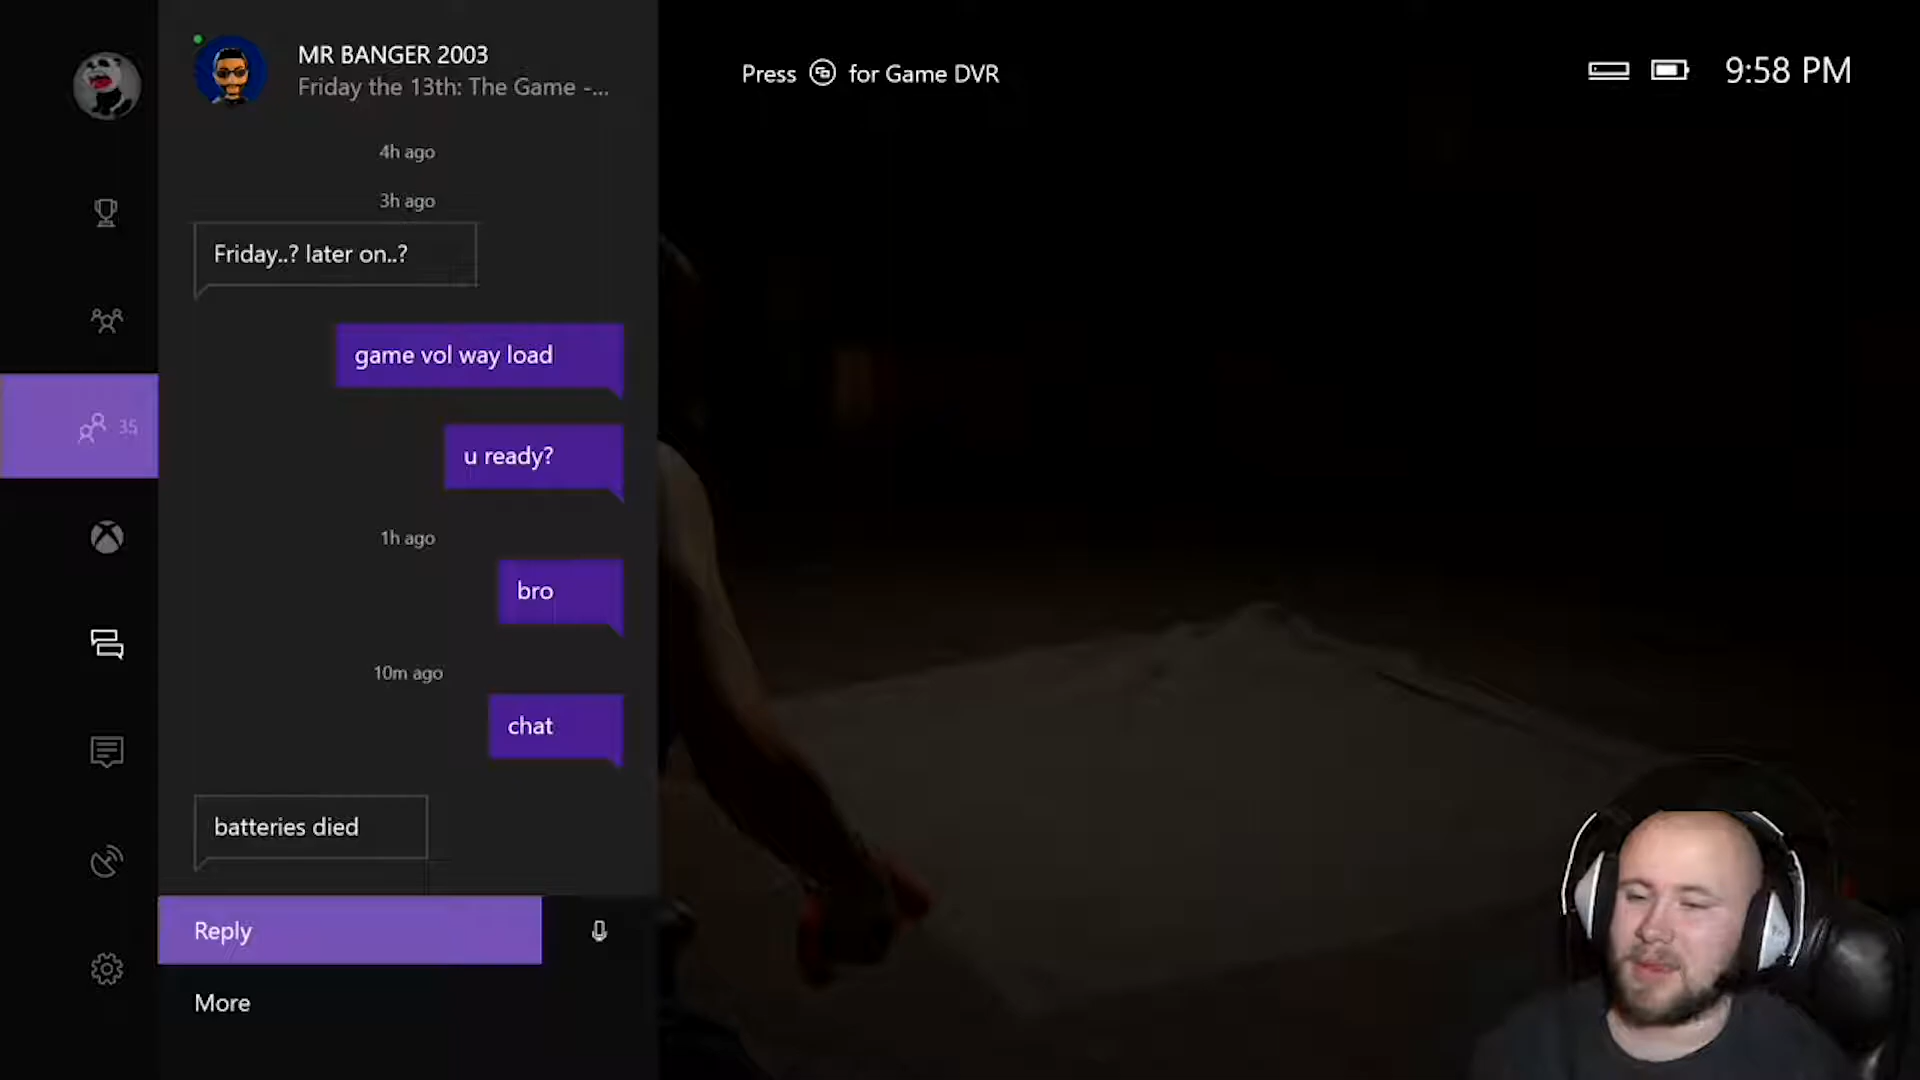 MR BANGER 2003
Friday the 13th: The Game -...
Press for Game DVR
9:58 PM
4h ago
3h ago
Friday..? later on..?
game vol way load
u ready?
35
1h ago
bro
10m ago
chat
batteries died
Reply
More